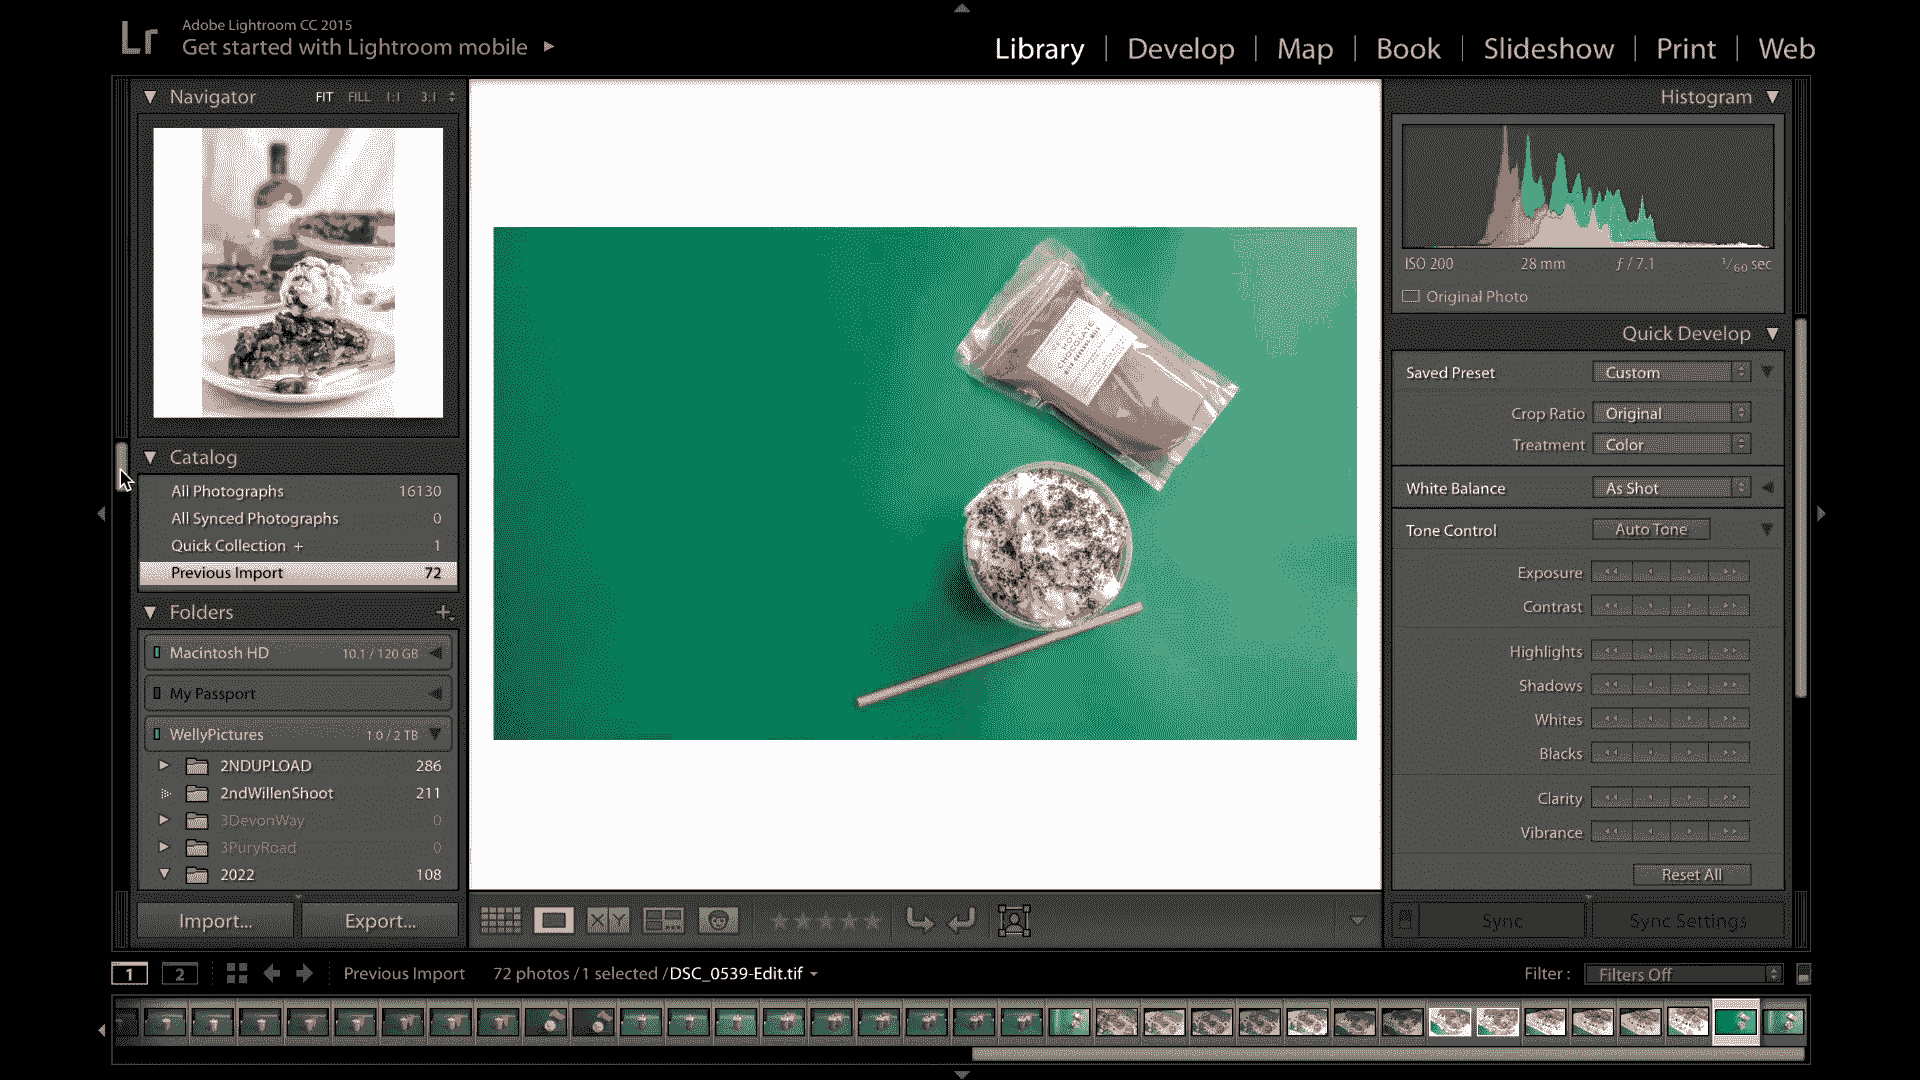 Lr
Adobe Lightroom CC 2015
Get started with Lightroom mobile
Library | Develop | Map | Book | Slideshow | Print | Web
Navigator FIT FILL 1:1 3:1
Histogram
ISO 200 28 mm ƒ / 7.1 1/60 sec
Original Photo
Quick Develop
Saved Preset Custom
Crop Ratio Original
Treatment Color
White Balance As Shot
Tone Control Auto Tone
Exposure
Contrast
Highlights
Shadows
Whites
Blacks
Clarity
Vibrance
Reset All
Sync Sync Settings
Catalog
All Photographs 16130
All Synced Photographs 0
Quick Collection + 1
Previous Import 72
Folders
Macintosh HD 10.1 / 120 GB
My Passport
WellyPictures 1.0 / 2 TB
2NDUPLOAD 286
2ndWillenShoot 211
3DevonWay 0
3PuryRoad 0
2022 108
Import... Export...
CHOCOLATE
X Y
1 2 Previous Import 72 photos / 1 selected / DSC_0539-Edit.tif Filter : Filters Off